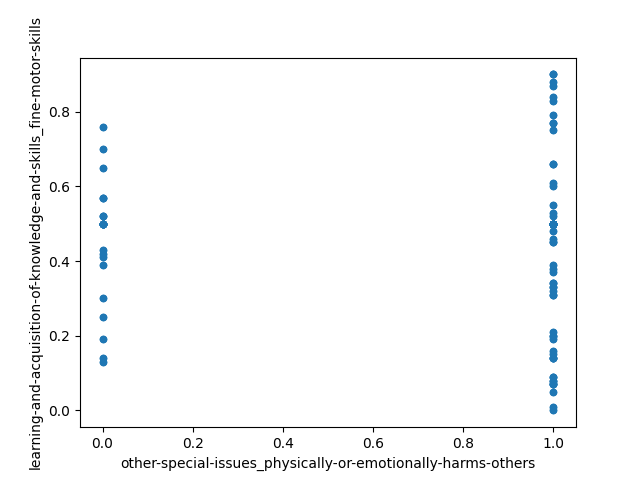 learning-and-acquisition-of-knowledge-and-skills_fine-motor-skills
0.8
0.6
0.4
0.2
0.0
0.0 0.2 0.4 0.6 0.8 1.0
other-special-issues_physically-or-emotionally-harms-others